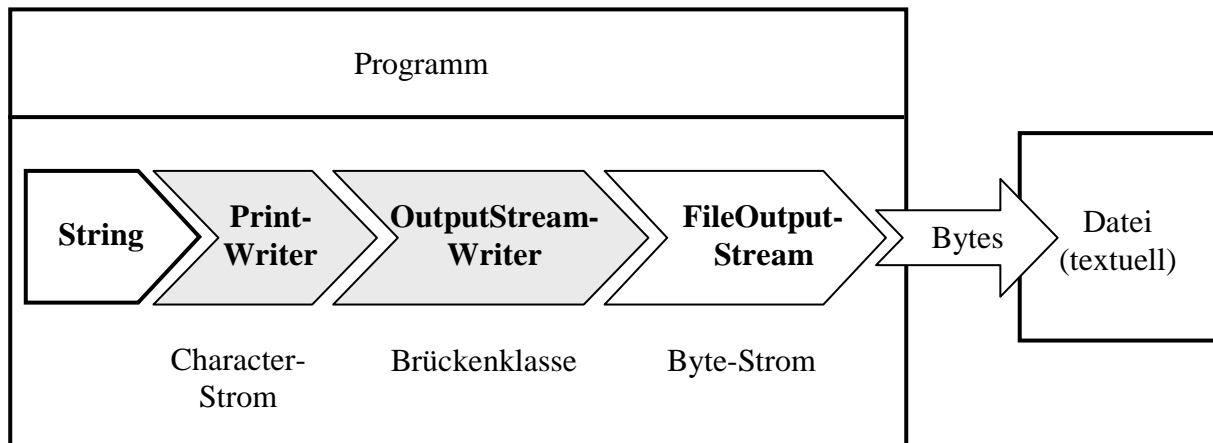 Programm
String
Print-
Writer
OutputStream-
Writer
FileOutput-
Stream
Bytes
Datei
(textuell)
Character-
Strom
Brückenklasse
Byte-Strom